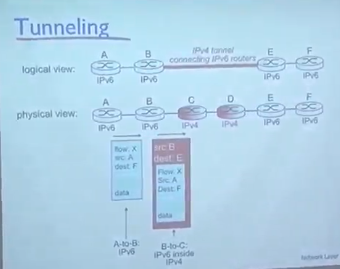 Tunneling
A B IPv4 tunnel E F
connecting IPv6 routers
logical view:
IPv6 IPv6 IPv6 IPv6
A B C D E F
physical view:
IPv6 IPv6 IPv4 IPv4 IPv6 IPv6
flow: X
src: A
dest: F
data
src:B
dest: E
Flow: X
Src: A
Dest: F
data
A-to-B:
IPv6
B-to-C:
IPv6 inside
IPv4
Network